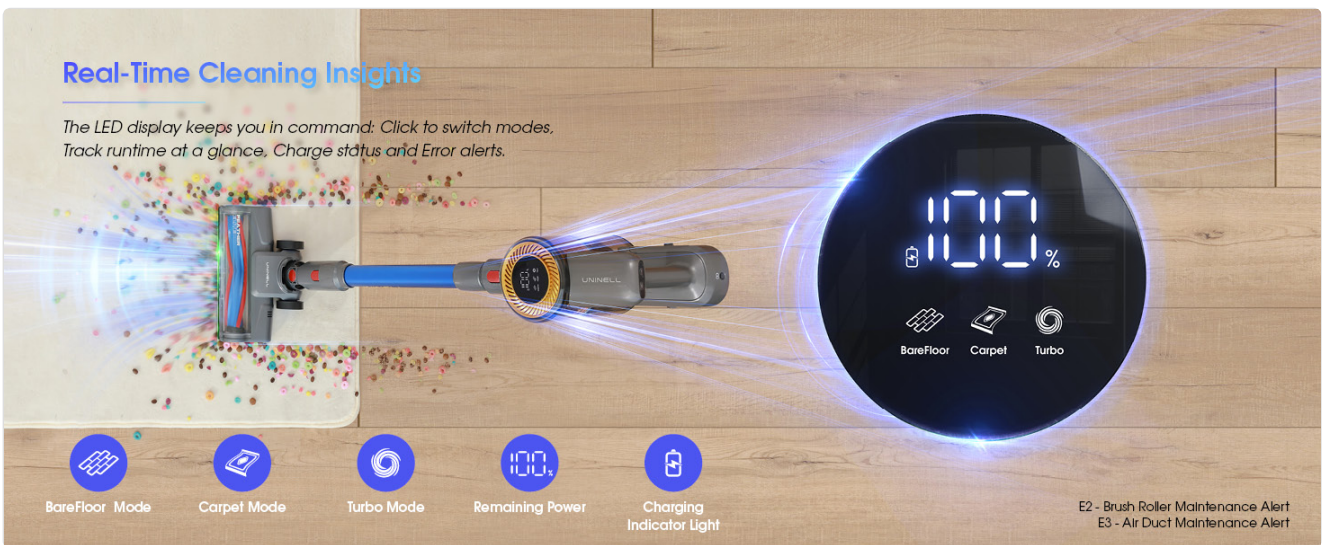 Real-Time Cleaning Insights
The LED display keeps you in command: Click to switch modes,
Track runtime at a glance, Charge status and Error alerts.
UNINELL
100
%
BareFloor
Carpet
Turbo
100%
BareFloor Mode
Carpet Mode
Turbo Mode
Remaining Power
Charging
Indicator Light
E2 - Brush Roller Maintenance Alert
E3 - Air Duct Maintenance Alert